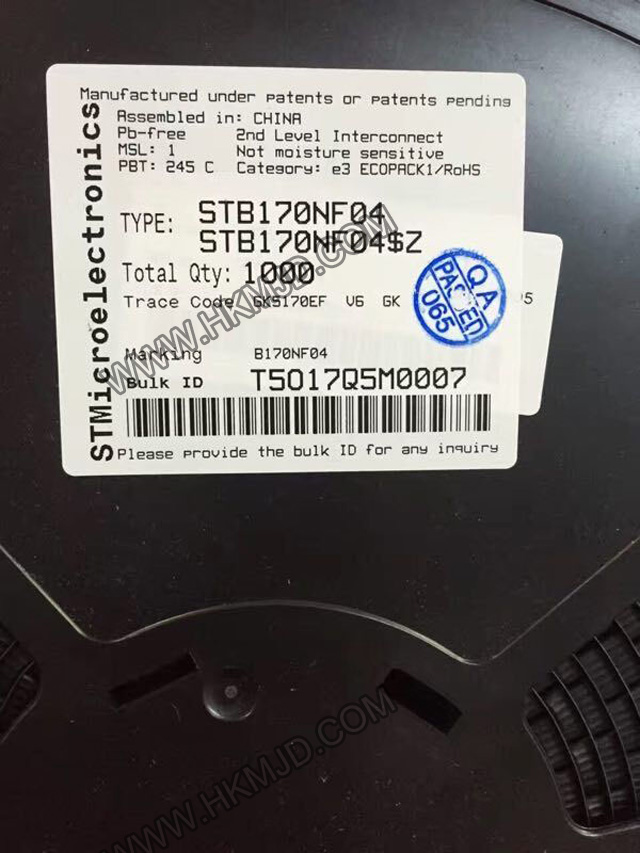 Manufactured under patents or patents pending
Assembled in: CHINA
Pb-free 2nd Level Interconnect
MSL: 1 Not moisture sensitive
PBT: 245 C Category: e3 ECOPACK1/RoHS
STMicroelectronics
TYPE: STB170NF04
STB170NF04$Z
Total Qty: 1000
Trace Code GK5170EF V6 GK
QA
PASSED
065
Marking B170NF04
Bulk ID T5017Q5M0007
Please provide the bulk ID for any inquiry
WWW.HKMJD.COM
WWW.HKMJD.COM